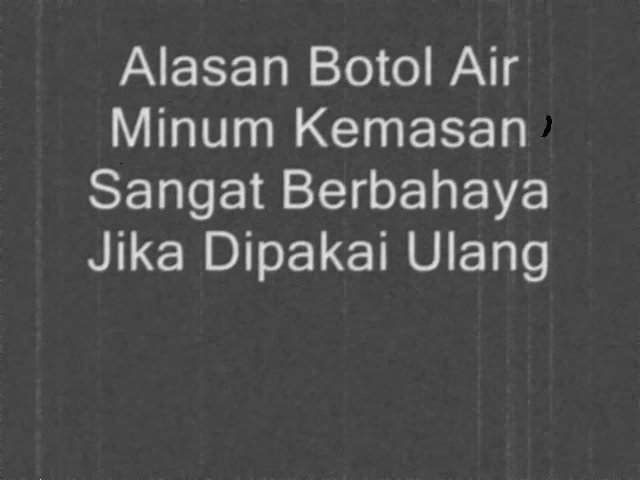 Alasan Botol Air
Minum Kemasan
Sangat Berbahaya
Jika Dipakai Ulang